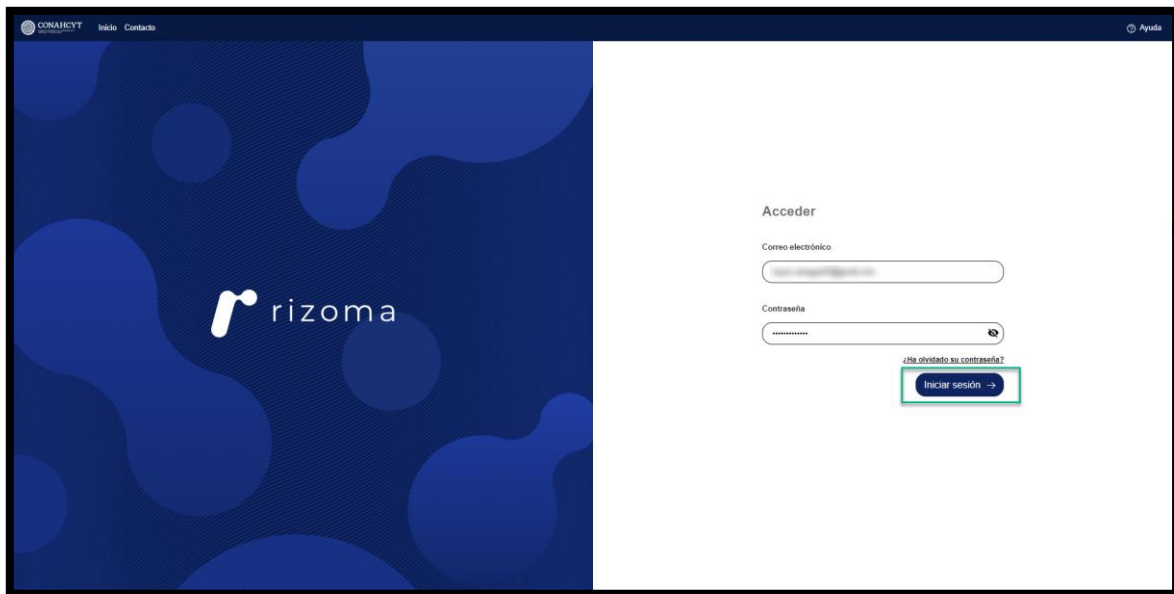 CONAHCYT
Inicio Contacto
Ayuda
rizoma
Acceder
Correo electrónico
Contraseña
¿Ha olvidado su contraseña?
Iniciar sesión →